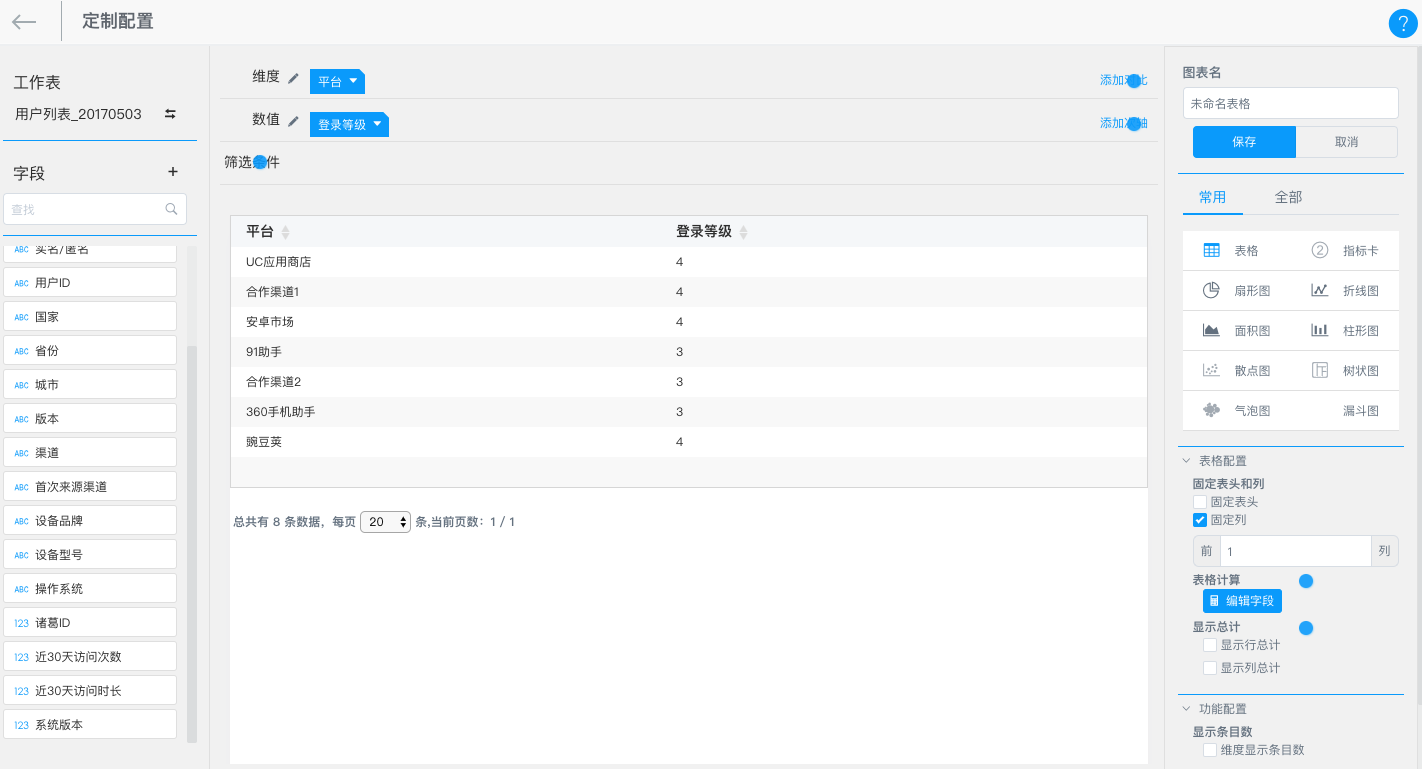 定制配置
?
工作表
用户列表_20170503
字段
查找
ABC 实名/匿名
ABC 用户ID
ABC 国家
ABC 省份
ABC 城市
ABC 版本
ABC 渠道
ABC 首次来源渠道
ABC 设备品牌
ABC 设备型号
ABC 操作系统
123 诸葛ID
123 近30天访问次数
123 近30天访问时长
123 系统版本
维度 平台 添加对比
数值 登录等级 添加次轴
筛选条件
平台 登录等级
UC应用商店 4
合作渠道1 4
安卓市场 4
91助手 3
合作渠道2 3
360手机助手 3
豌豆荚 4
总共有 8 条数据，每页 20 条,当前页数：1 / 1
图表名
未命名表格
保存 取消
常用 全部
表格 2 指标卡
扇形图 折线图
面积图 柱形图
散点图 树状图
气泡图 漏斗图
表格配置
固定表头和列
固定表头
固定列
前 1 列
表格计算
编辑字段
显示总计
显示行总计
显示列总计
功能配置
显示条目数
维度显示条目数